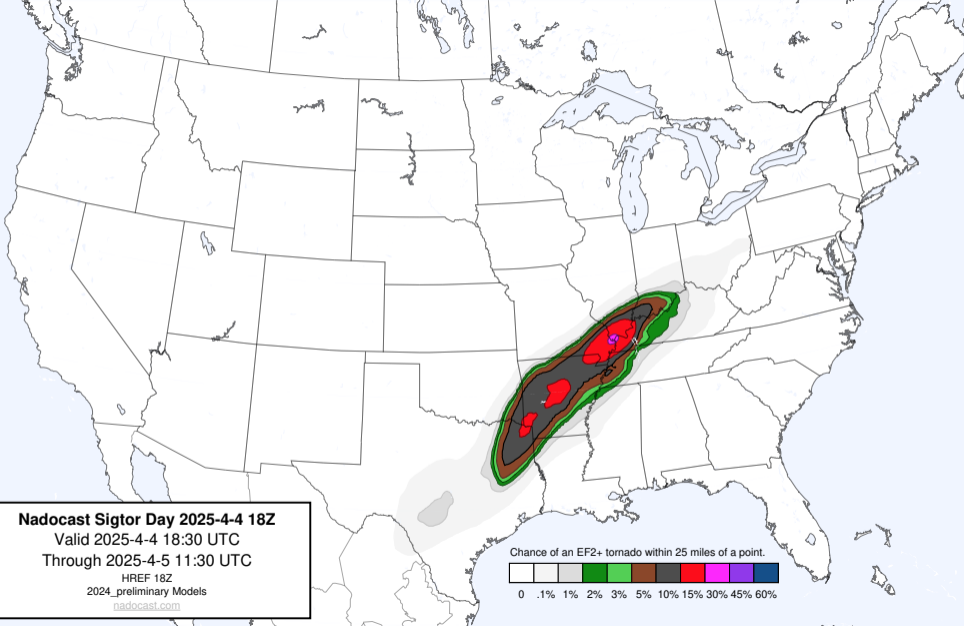 Nadocast Sigtor Day 2025-4-4 18Z
Valid 2025-4-4 18:30 UTC
Through 2025-4-5 11:30 UTC
HREF 18Z
2024_preliminary Models
nadocast.com
Chance of an EF2+ tornado within 25 miles of a point.
0 .1% 1% 2% 3% 5% 10% 15% 30% 45% 60%